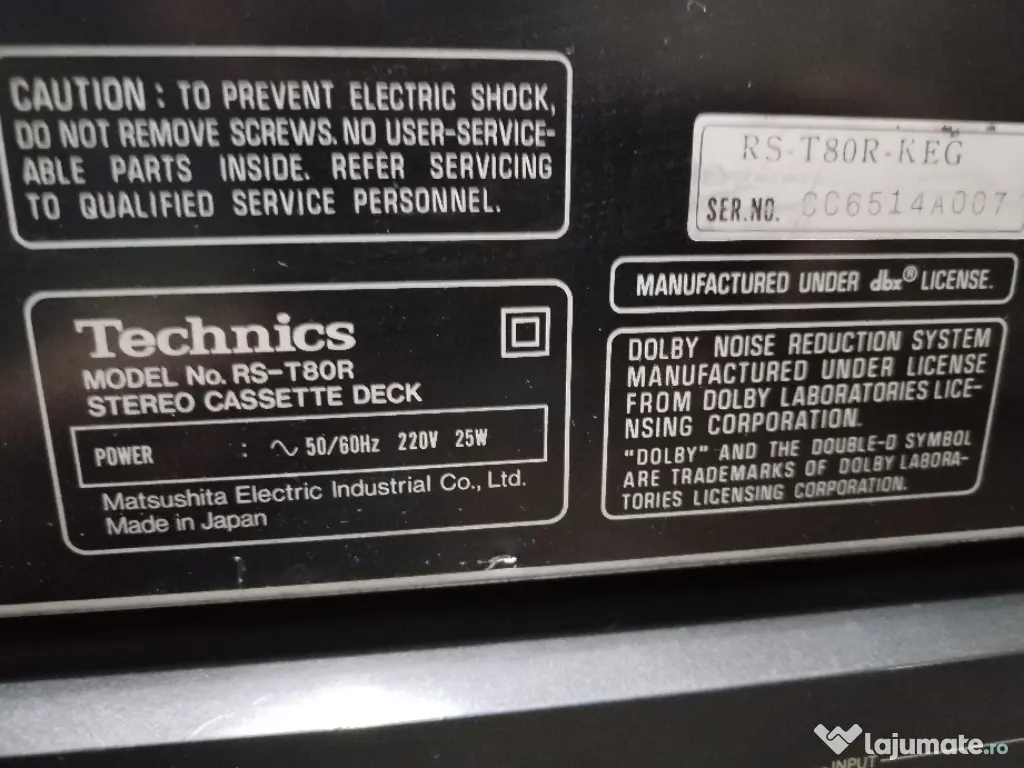 CAUTION : TO PREVENT ELECTRIC SHOCK,
DO NOT REMOVE SCREWS. NO USER-SERVICE-
ABLE PARTS INSIDE. REFER SERVICING
TO QUALIFIED SERVICE PERSONNEL.
RS-T80R-KEG
SER.NO. CC6514A007
MANUFACTURED UNDER dbx® LICENSE.
Technics
MODEL No. RS-T80R
STEREO CASSETTE DECK
POWER : ∿ 50/60Hz 220V 25W
Matsushita Electric Industrial Co., Ltd.
Made in Japan
DOLBY NOISE REDUCTION SYSTEM
MANUFACTURED UNDER LICENSE
FROM DOLBY LABORATORIES LICE-
NSING CORPORATION.
"DOLBY" AND THE DOUBLE-D SYMBOL
ARE TRADEMARKS OF DOLBY LABORA-
TORIES LICENSING CORPORATION.
INPUT
lajumate.ro